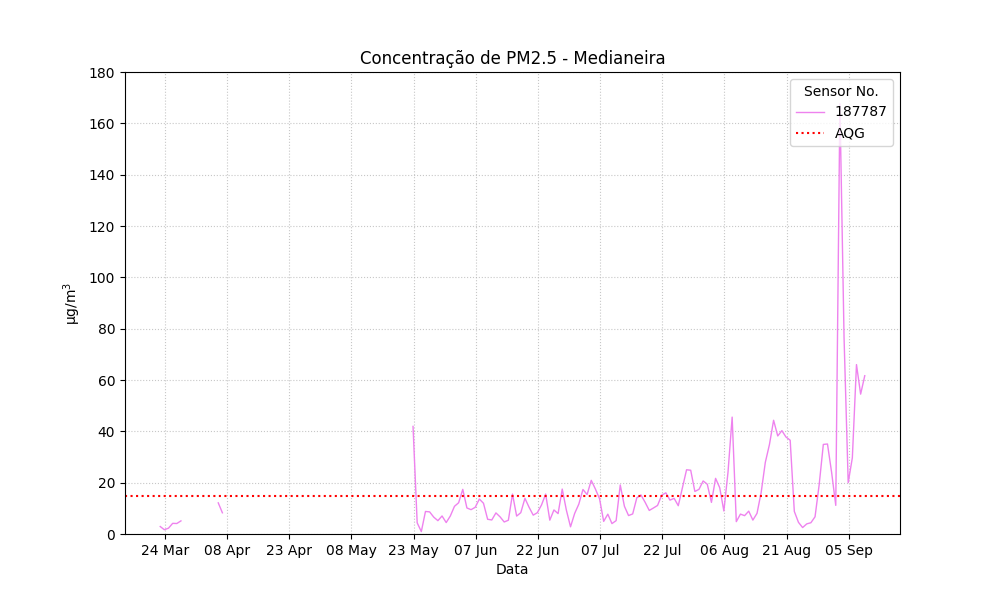 Concentração de PM2.5 - Medianeira
Sensor No.
187787
AQG
µg/m³
180
160
140
120
100
80
60
40
20
0
24 Mar 08 Apr 23 Apr 08 May 23 May 07 Jun 22 Jun 07 Jul 22 Jul 06 Aug 21 Aug 05 Sep
Data